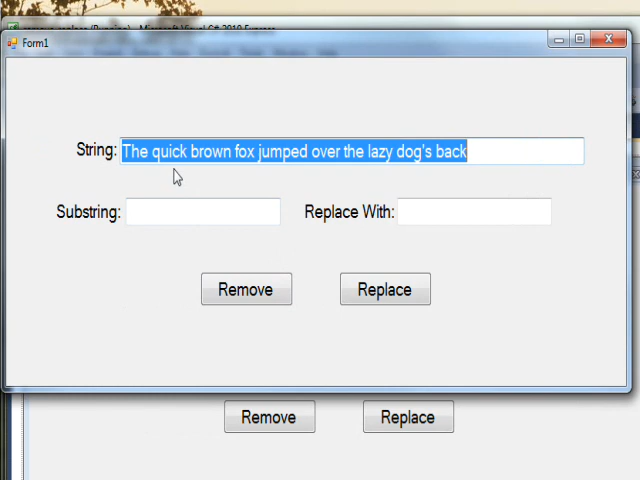 Form1
String: The quick brown fox jumped over the lazy dog's back
Substring: Replace With:
Remove Replace
Remove Replace